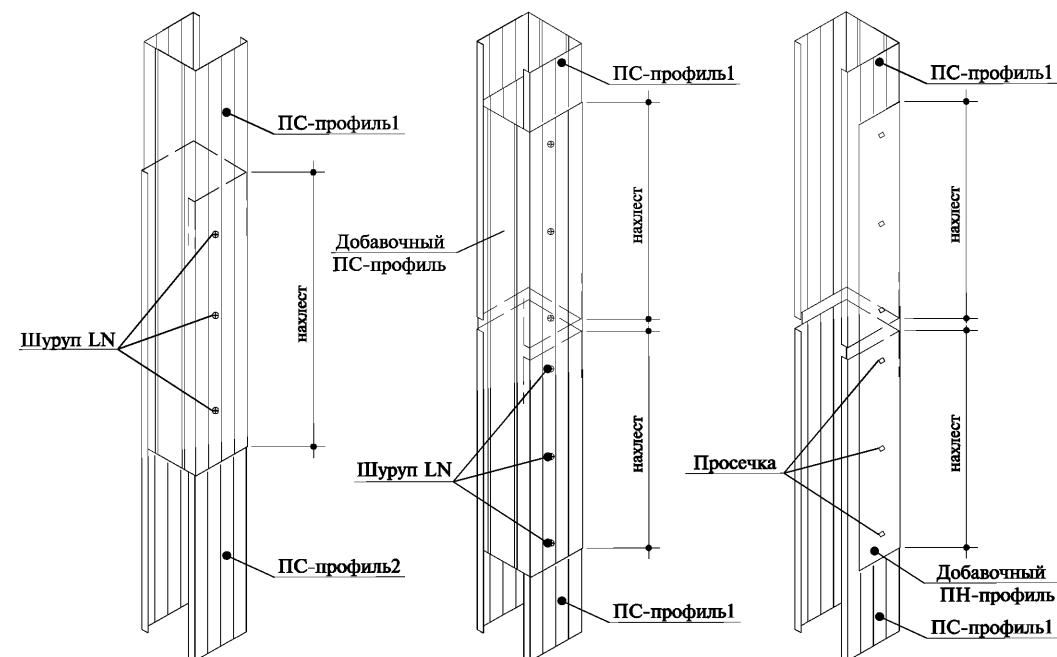 ПС-профиль1
нахлест
Шуруп LN
ПС-профиль2
ПС-профиль1
нахлест
Добавочный
ПС-профиль
нахлест
Шуруп LN
ПС-профиль1
ПС-профиль1
нахлест
нахлест
Просечка
Добавочный
ПН-профиль
ПС-профиль1